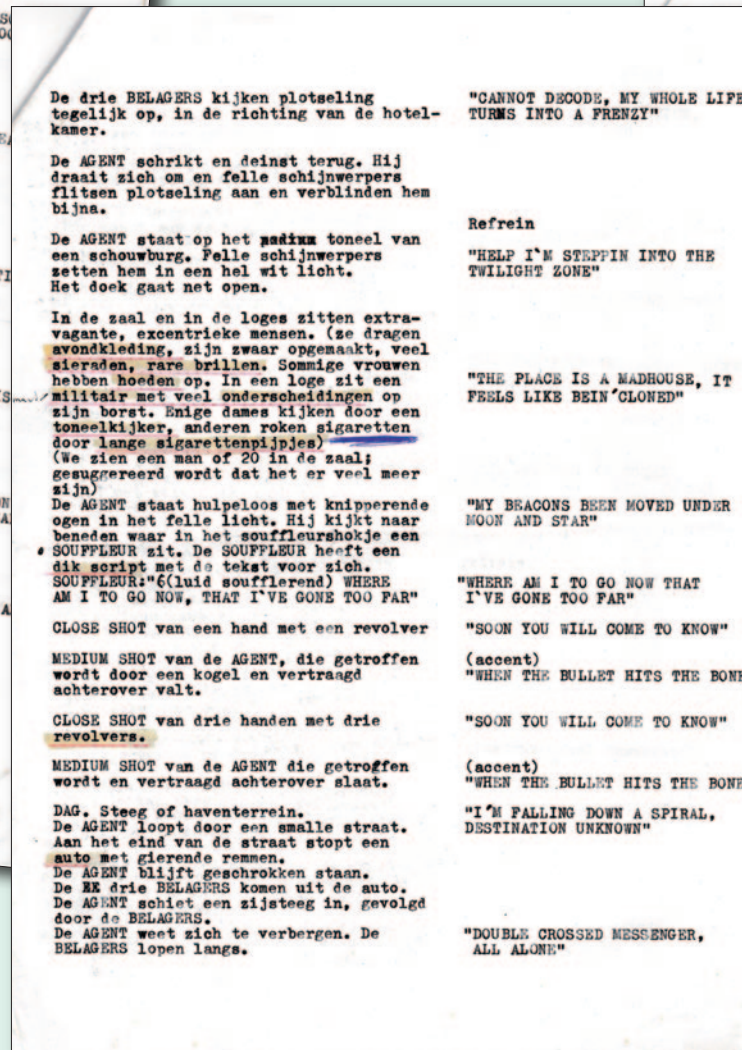 De drie BELAGERS kijken plotseling
tegelijk op, in de richting van de hotel-
kamer.
"CANNOT DECODE, MY WHOLE LIFE
TURNS INTO A FRENZY"
De AGENT schrikt en deinst terug. Hij
draait zich om en felle schijnwerpers
flitsen plotseling aan en verblinden hem
bijna.
Refrein
De AGENT staat op het toneel van
een schouwburg. Felle schijnwerpers
zetten hem in een hel wit licht.
Het doek gaat net open.
"HELP I`M STEPPIN INTO THE
TWILIGHT ZONE"
In de zaal en in de loges zitten extra-
vagante, excentrieke mensen. (ze dragen
avondkleding, zijn zwaar opgemaakt, veel
sieraden, rare brillen. Sommige vrouwen
hebben hoeden op. In een loge zit een
militair met veel onderscheidingen op
zijn borst. Enige dames kijken door een
toneelkijker, anderen roken sigaretten
door lange sigarettenpijpjes)
(We zien een man of 20 in de zaal;
gesuggereerd wordt dat het er veel meer
zijn)
"THE PLACE IS A MADHOUSE, IT
FEELS LIKE BEIN´CLONED"
De AGENT staat hulpeloos met knipperende
ogen in het felle licht. Hij kijkt naar
beneden waar in het souffleurshokje een
SOUFFLEUR zit. De SOUFFLEUR heeft een
dik script met de tekst voor zich.
SOUFFLEUR:"6(luid soufflerend) WHERE
AM I TO GO NOW, THAT I`VE GONE TOO FAR"
"MY BEACONS BEEN MOVED UNDER
MOON AND STAR"
"WHERE AM I TO GO NOW THAT
I`VE GONE TOO FAR"
CLOSE SHOT van een hand met een revolver
"SOON YOU WILL COME TO KNOW"
MEDIUM SHOT van de AGENT, die getroffen
wordt door een kogel en vertraagd
achterover valt.
(accent)
"WHEN THE BULLET HITS THE BONE
CLOSE SHOT van drie handen met drie
revolvers.
"SOON YOU WILL COME TO KNOW"
MEDIUM SHOT van de AGENT die getroffen
wordt en vertraagd achterover slaat.
(accent)
"WHEN THE BULLET HITS THE BONE
DAG. Steeg of haventerrein.
De AGENT loopt door een smalle straat.
Aan het eind van de straat stopt een
auto met gierende remmen.
De AGENT blijft geschrokken staan.
De drie BELAGERS komen uit de auto.
De AGENT schiet een zijsteeg in, gevolgd
door de BELAGERS.
De AGENT weet zich te verbergen. De
BELAGERS lopen langs.
"I´M FALLING DOWN A SPIRAL,
DESTINATION UNKNOWN"
"DOUBLE CROSSED MESSENGER,
ALL ALONE"